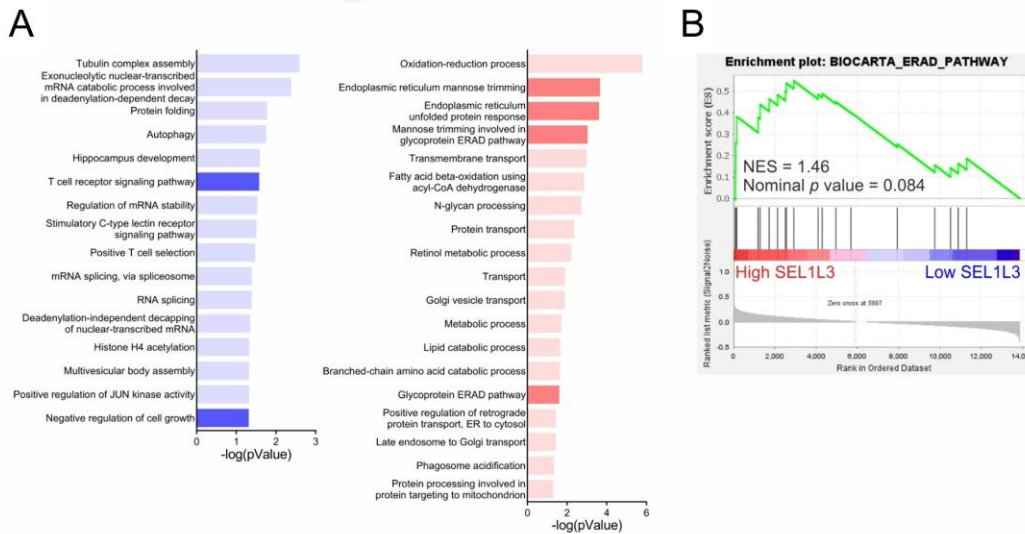 A
Tubulin complex assembly
Exonucleolytic nuclear-transcribed
mRNA catabolic process involved
in deadenylation-dependent decay
Protein folding
Autophagy
Hippocampus development
T cell receptor signaling pathway
Regulation of mRNA stability
Stimulatory C-type lectin receptor
signaling pathway
Positive T cell selection
mRNA splicing, via spliceosome
RNA splicing
Deadenylation-independent decapping
of nuclear-transcribed mRNA
Histone H4 acetylation
Multivesicular body assembly
Positive regulation of JUN kinase activity
Negative regulation of cell growth
0 1 2 3
-log(pValue)
Oxidation-reduction process
Endoplasmic reticulum mannose trimming
Endoplasmic reticulum
unfolded protein response
Mannose trimming involved in
glycoprotein ERAD pathway
Transmembrane transport
Fatty acid beta-oxidation using
acyl-CoA dehydrogenase
N-glycan processing
Protein transport
Retinol metabolic process
Transport
Golgi vesicle transport
Metabolic process
Lipid catabolic process
Branched-chain amino acid catabolic process
Glycoprotein ERAD pathway
Positive regulation of retrograde
protein transport, ER to cytosol
Late endosome to Golgi transport
Phagosome acidification
Protein processing involved in
protein targeting to mitochondrion
0 2 4 6
-log(pValue)
B
Enrichment plot: BIOCARTA_ERAD_PATHWAY
Enrichment score (ES)
0.5
0.4
0.3
0.2
0.1
0.0
NES = 1.46
Nominal p value = 0.084
High SEL1L3 Low SEL1L3
Ranked list metric (Signal2Noise)
1.0
0.5
0.0
-0.5
Zero cross at 5997
0 2,000 4,000 6,000 8,000 10,000 12,000 14,00
Rank in Ordered Dataset